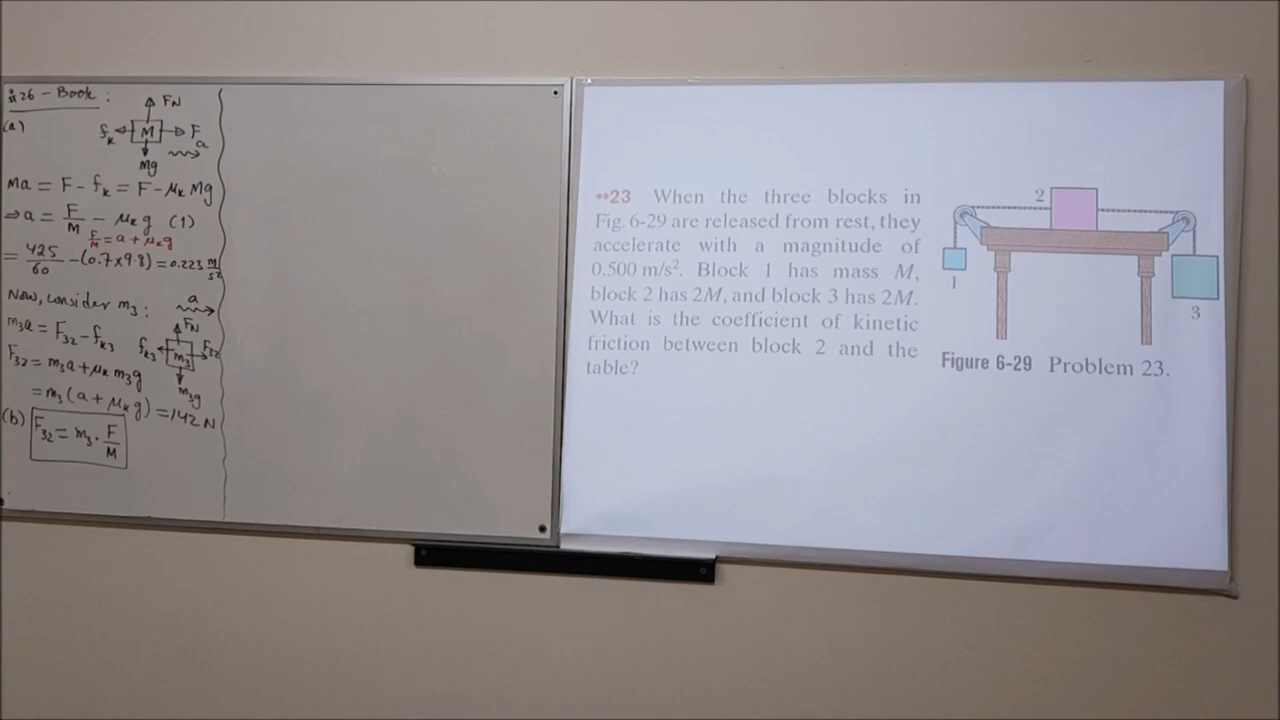 #26 - Book :
(a)
FN
fk M F
a
Mg
Ma = F - fk = F - μk Mg
⇒ a = F/M - μk g (1)
F/M = a + μk g
= 425/60 - (0.7×9.8) = 0.223 m/s²
Now, consider m3 :
a
m3a = F32 - fk3
FN
fk3 m3 F32
m3g
F32 = m3a + μk m3g
= m3 (a + μk g) = 142 N
(b) F32 = m3 · F/M
••23 When the three blocks in
Fig. 6-29 are released from rest, they
accelerate with a magnitude of
0.500 m/s². Block 1 has mass M,
block 2 has 2M, and block 3 has 2M.
What is the coefficient of kinetic
friction between block 2 and the
table?
2
1
3
Figure 6-29 Problem 23.